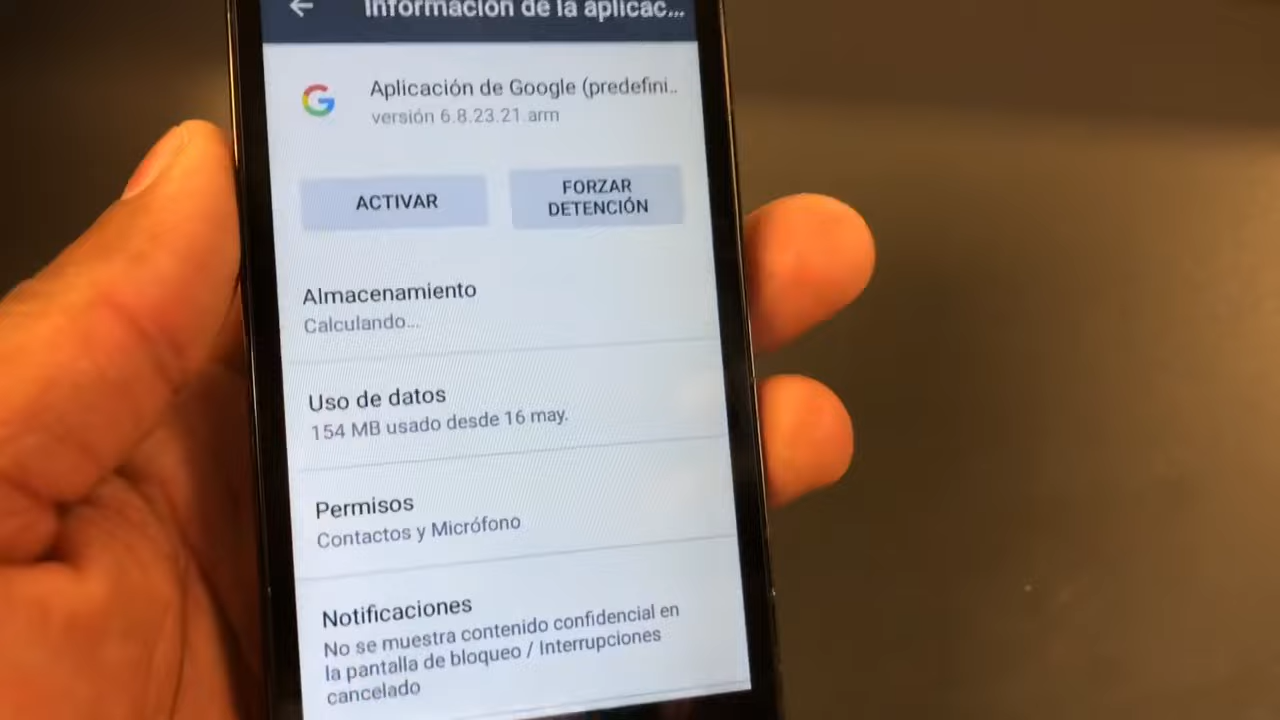 Información de la aplicac...
Aplicación de Google (predefini..
versión 6.8.23.21.arm
ACTIVAR
FORZAR
DETENCIÓN
Almacenamiento
Calculando...
Uso de datos
154 MB usado desde 16 may.
Permisos
Contactos y Micrófono
Notificaciones
No se muestra contenido confidencial en
la pantalla de bloqueo / Interrupciones
cancelado